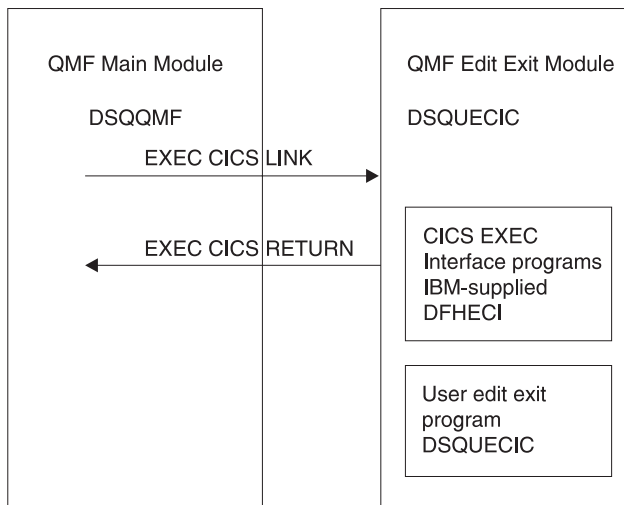 QMF Main Module
DSQQMF
QMF Edit Exit Module
DSQUECIC
EXEC CICS LINK
EXEC CICS RETURN
CICS EXEC
Interface programs
IBM-supplied
DFHECI
User edit exit
program
DSQUECIC